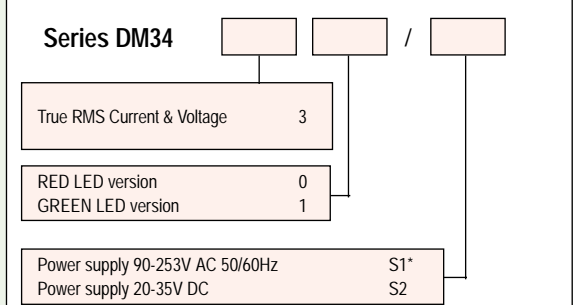 Series DM34 /
True RMS Current & Voltage 3
RED LED version 0
GREEN LED version 1
Power supply 90-253V AC 50/60Hz S1*
Power supply 20-35V DC S2